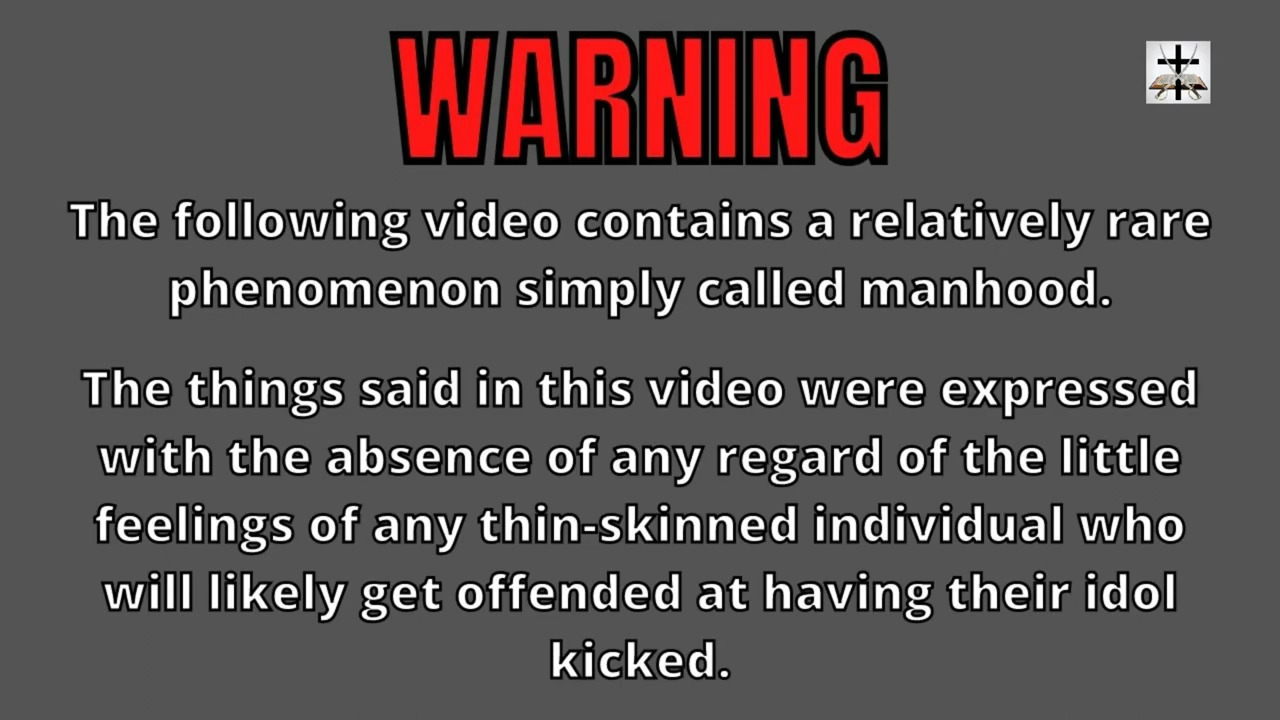 WARNING
The following video contains a relatively rare
phenomenon simply called manhood.
The things said in this video were expressed
with the absence of any regard of the little
feelings of any thin-skinned individual who
will likely get offended at having their idol
kicked.